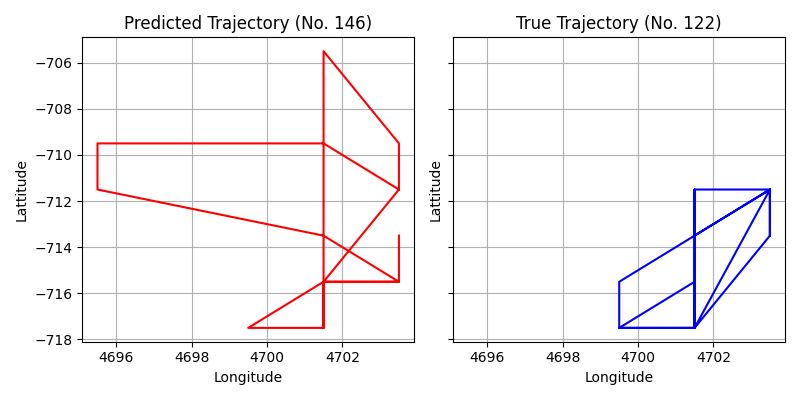 Predicted Trajectory (No. 146)
True Trajectory (No. 122)
−706
−708
−710
−712
−714
−716
−718
Lattitude
Lattitude
4696
4698
4700
4702
4696
4698
4700
4702
Longitude
Longitude